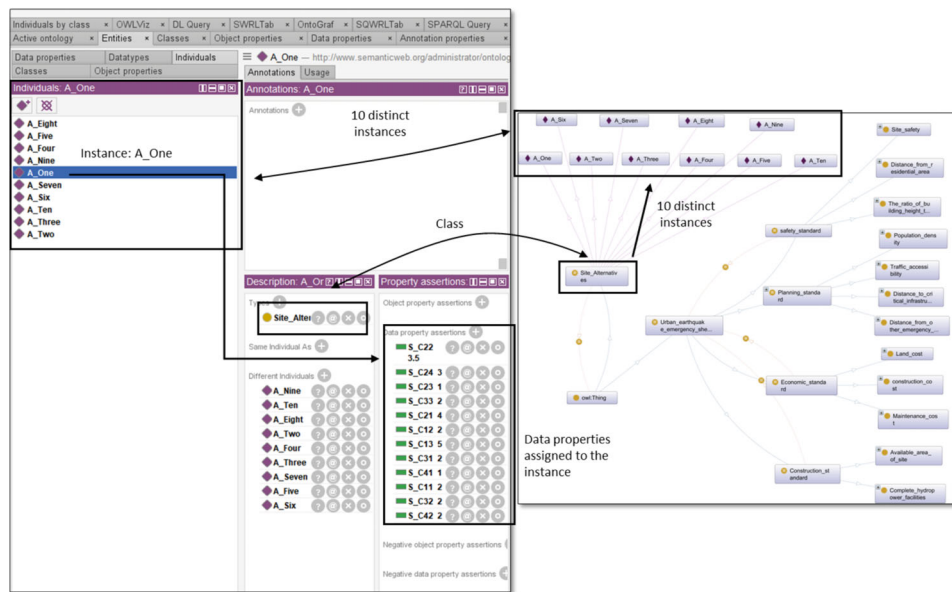 Individuals by class × OWLViz × DL Query × SWRLTab × OntoGraf × SQWRLTab × SPARQL Query ×
Active ontology × Entities × Classes × Object properties × Data properties × Annotation properties ×
Data properties Datatypes Individuals
Classes Object properties
Individuals: A_One
A_Eight
A_Five
A_Four
A_Nine
A_One
A_Seven
A_Six
A_Ten
A_Three
A_Two
Instance: A_One
A_One — http://www.semanticweb.org/administrator/ontolog
Annotations Usage
Annotations: A_One
Annotations
10 distinct
instances
Class
Description: A_Or
Types
Site_Alter
Same Individual As
Different Individuals
A_Nine
A_Ten
A_Eight
A_Two
A_Four
A_Three
A_Seven
A_Five
A_Six
Property assertions
Object property assertions
Data property assertions
S_C22
3.5
S_C24 3
S_C23 1
S_C33 2
S_C21 4
S_C12 2
S_C13 5
S_C31 2
S_C41 1
S_C11 2
S_C32 2
S_C42 2
Negative object property assertions
Negative data property assertions
Data properties
assigned to the
instance
A_Six A_Seven A_Eight A_Nine
A_One A_Two A_Three A_Four A_Five A_Ten
10 distinct
instances
Site_Alternativ
es
owl:Thing
Urban_earthquak
e_emergency_she...
safety_standard
Planning_standa
rd
Economic_standa
rd
Construction_st
andard
Site_safety
Distance_from_r
esidential_area
The_ratio_of_bu
ilding_height_t...
Population_dens
ity
Traffic_accessi
bility
Distance_to_cri
tical_infrastru...
Distance_from_o
ther_emergency_...
Land_cost
construction_co
st
Maintenance_cos
t
Available_area_
of_site
Complete_hydrop
ower_facilities